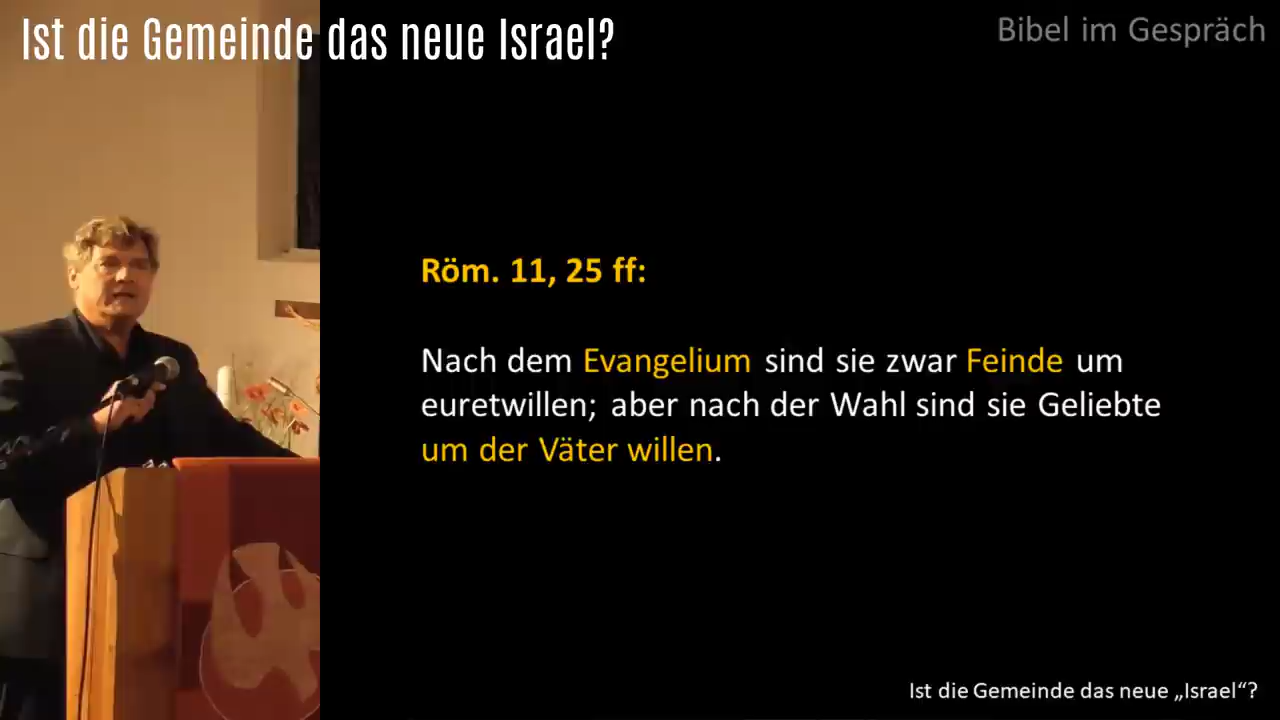 Ist die Gemeinde das neue Israel?
Bibel im Gespräch
Röm. 11, 25 ff:
Nach dem Evangelium sind sie zwar Feinde um
euretwillen; aber nach der Wahl sind sie Geliebte
um der Väter willen.
Ist die Gemeinde das neue „Israel“?